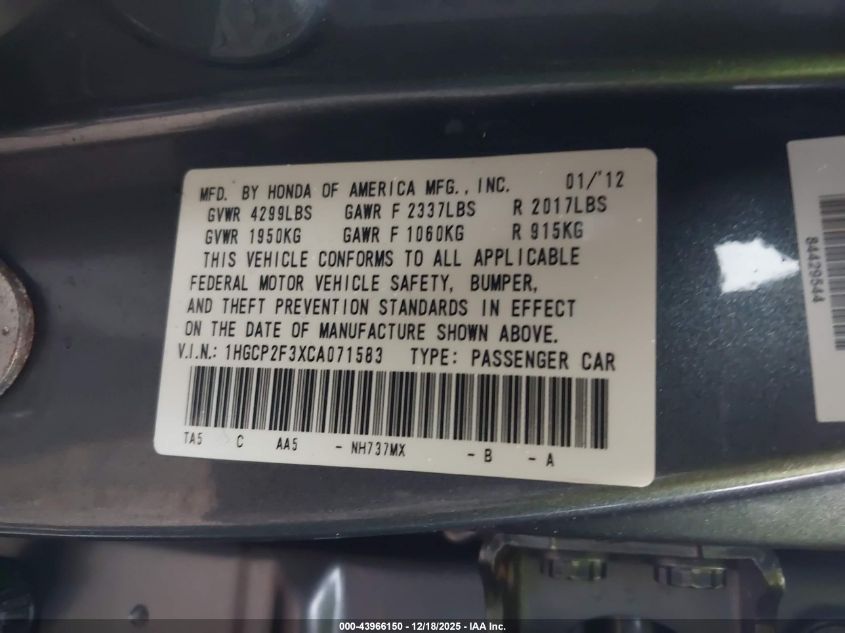 MFD. BY HONDA OF AMERICA MFG., INC. 01/'12
GVWR 4299LBS GAWR F 2337LBS R 2017LBS
GVWR 1950KG GAWR F 1060KG R 915KG
THIS VEHICLE CONFORMS TO ALL APPLICABLE
FEDERAL MOTOR VEHICLE SAFETY, BUMPER,
AND THEFT PREVENTION STANDARDS IN EFFECT
ON THE DATE OF MANUFACTURE SHOWN ABOVE.
V.I.N.: 1HGCP2F3XCA071583 TYPE: PASSENGER CAR
TA5 C AA5 - NH737MX - B - A
84429544
000-43966150 - 12/18/2025 - IAA Inc.